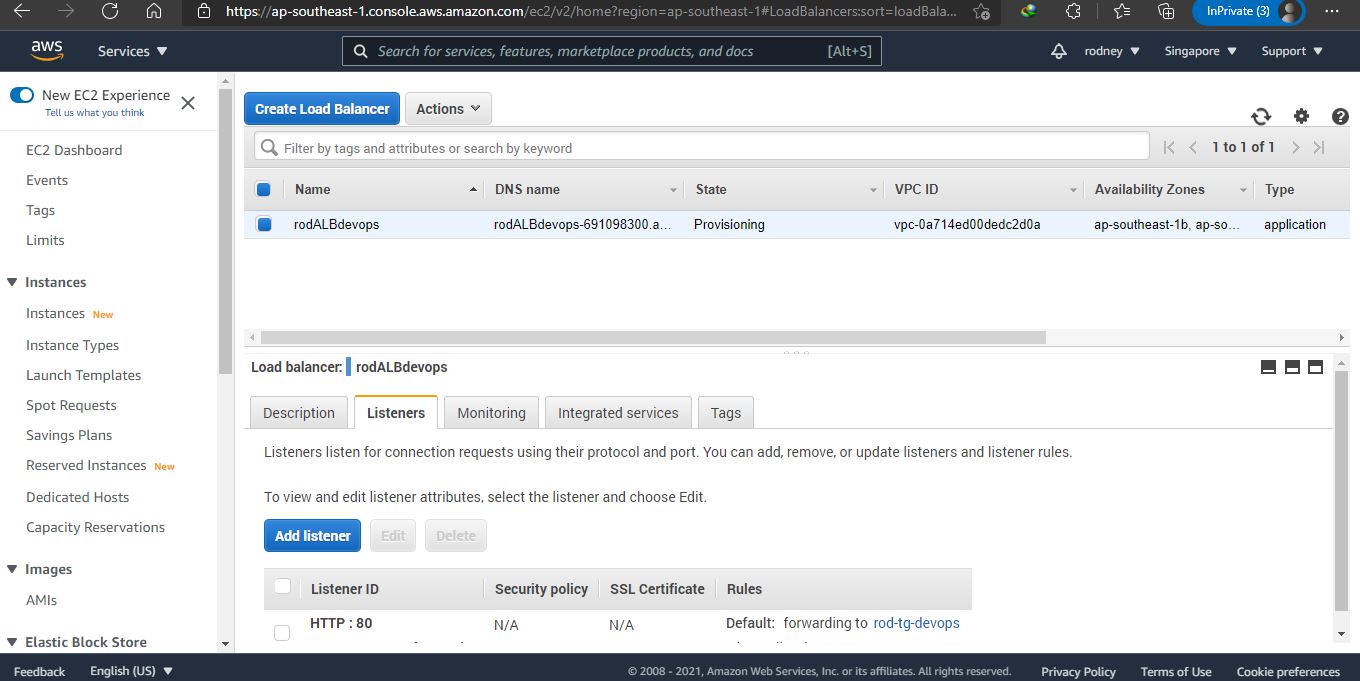 https://ap-southeast-1.console.aws.amazon.com/ec2/v2/home?region=ap-southeast-1#LoadBalancers:sort=loadBala...
InPrivate (3)
aws
Services
Search for services, features, marketplace products, and docs
[Alt+S]
rodney
Singapore
Support
New EC2 Experience
Tell us what you think
EC2 Dashboard
Events
Tags
Limits
Instances
Instances New
Instance Types
Launch Templates
Spot Requests
Savings Plans
Reserved Instances New
Dedicated Hosts
Capacity Reservations
Images
AMIs
Elastic Block Store
Create Load Balancer
Actions
Filter by tags and attributes or search by keyword
1 to 1 of 1
Name DNS name State VPC ID Availability Zones Type
rodALBdevops rodALBdevops-691098300.a... Provisioning vpc-0a714ed00dedc2d0a ap-southeast-1b, ap-so... application
Load balancer: rodALBdevops
Description Listeners Monitoring Integrated services Tags
Listeners listen for connection requests using their protocol and port. You can add, remove, or update listeners and listener rules.
To view and edit listener attributes, select the listener and choose Edit.
Add listener Edit Delete
Listener ID Security policy SSL Certificate Rules
HTTP : 80 N/A N/A Default: forwarding to rod-tg-devops
Feedback
English (US)
© 2008 - 2021, Amazon Web Services, Inc. or its affiliates. All rights reserved.
Privacy Policy
Terms of Use
Cookie preferences